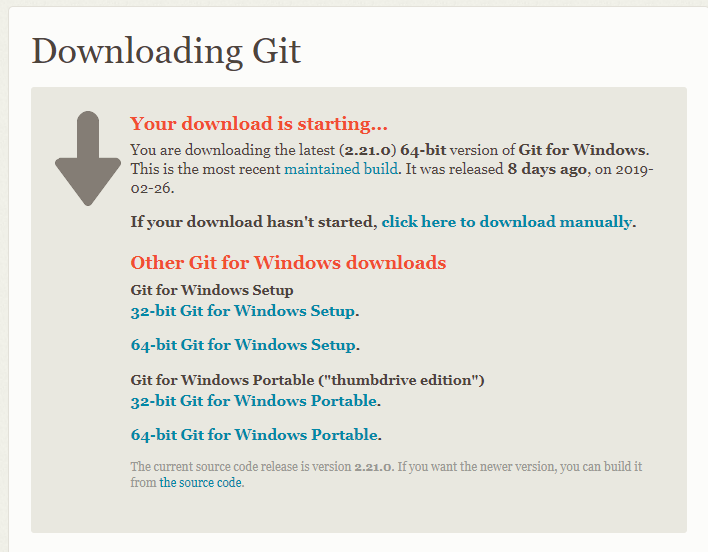 Downloading Git
Your download is starting...
You are downloading the latest (2.21.0) 64-bit version of Git for Windows.
This is the most recent maintained build. It was released 8 days ago, on 2019-
02-26.
If your download hasn't started, click here to download manually.
Other Git for Windows downloads
Git for Windows Setup
32-bit Git for Windows Setup.
64-bit Git for Windows Setup.
Git for Windows Portable ("thumbdrive edition")
32-bit Git for Windows Portable.
64-bit Git for Windows Portable.
The current source code release is version 2.21.0. If you want the newer version, you can build it
from the source code.